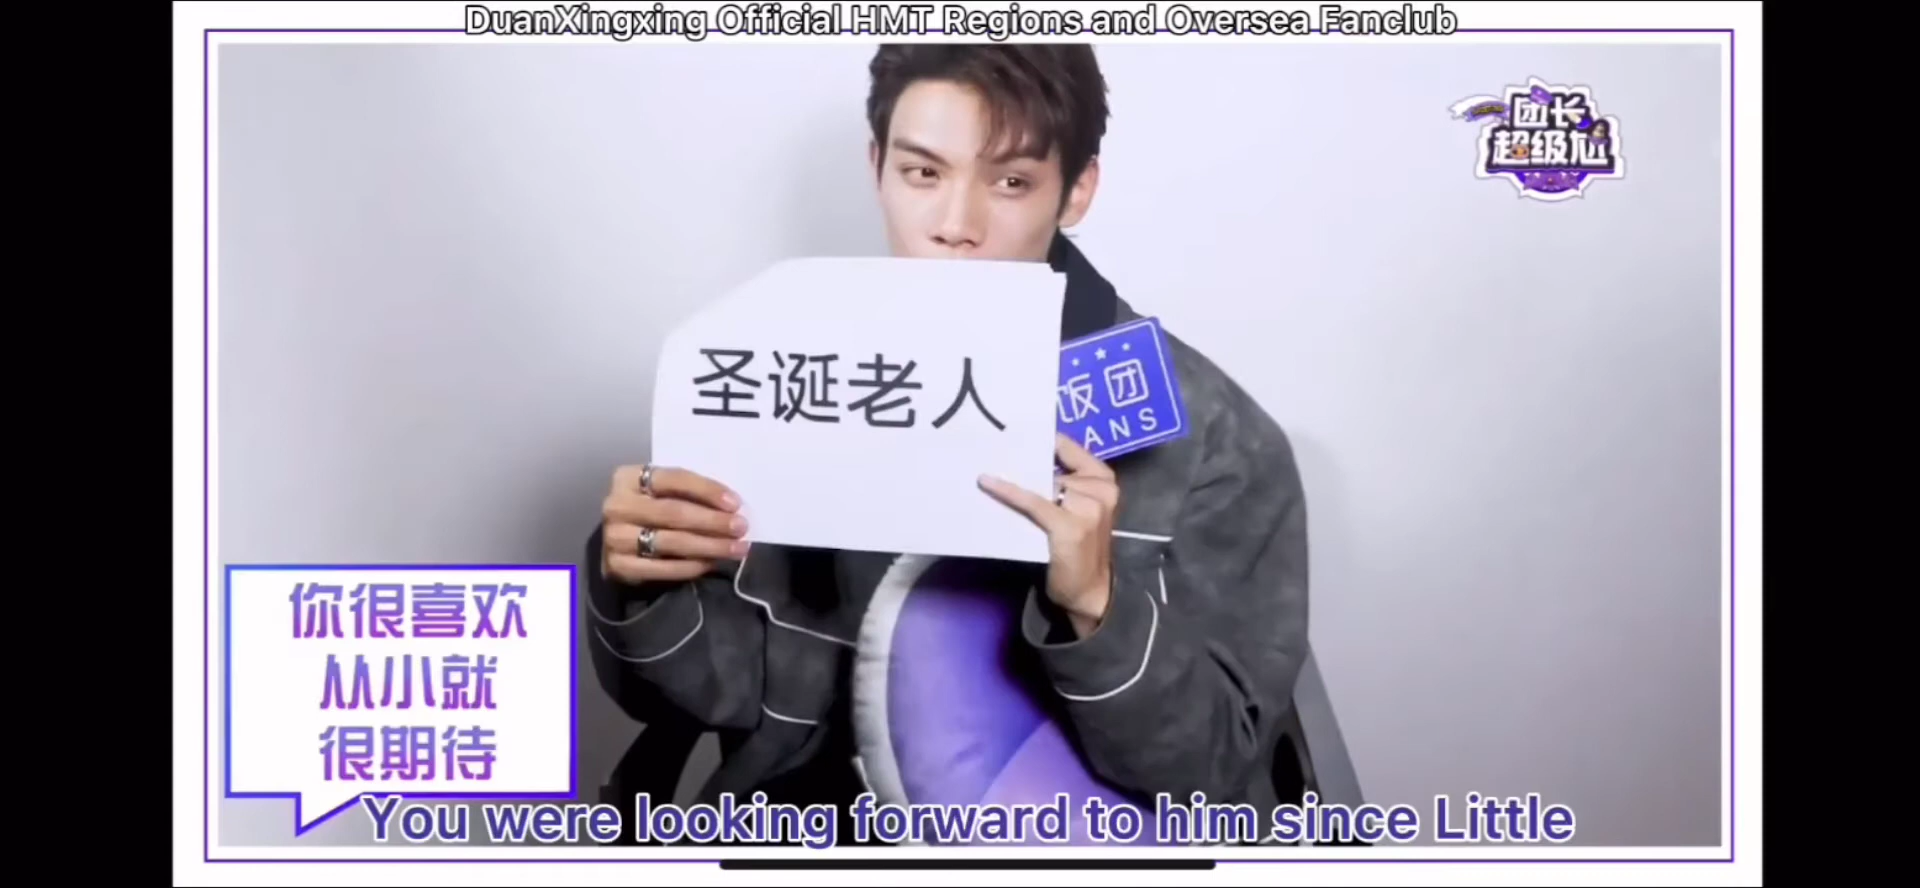 DuanXingxing Official HMT Regions and Oversea Fanclub
团长
超级尬
圣诞老人
饭团
ANS
你很喜欢
从小就
很期待
You were looking forward to him since Little